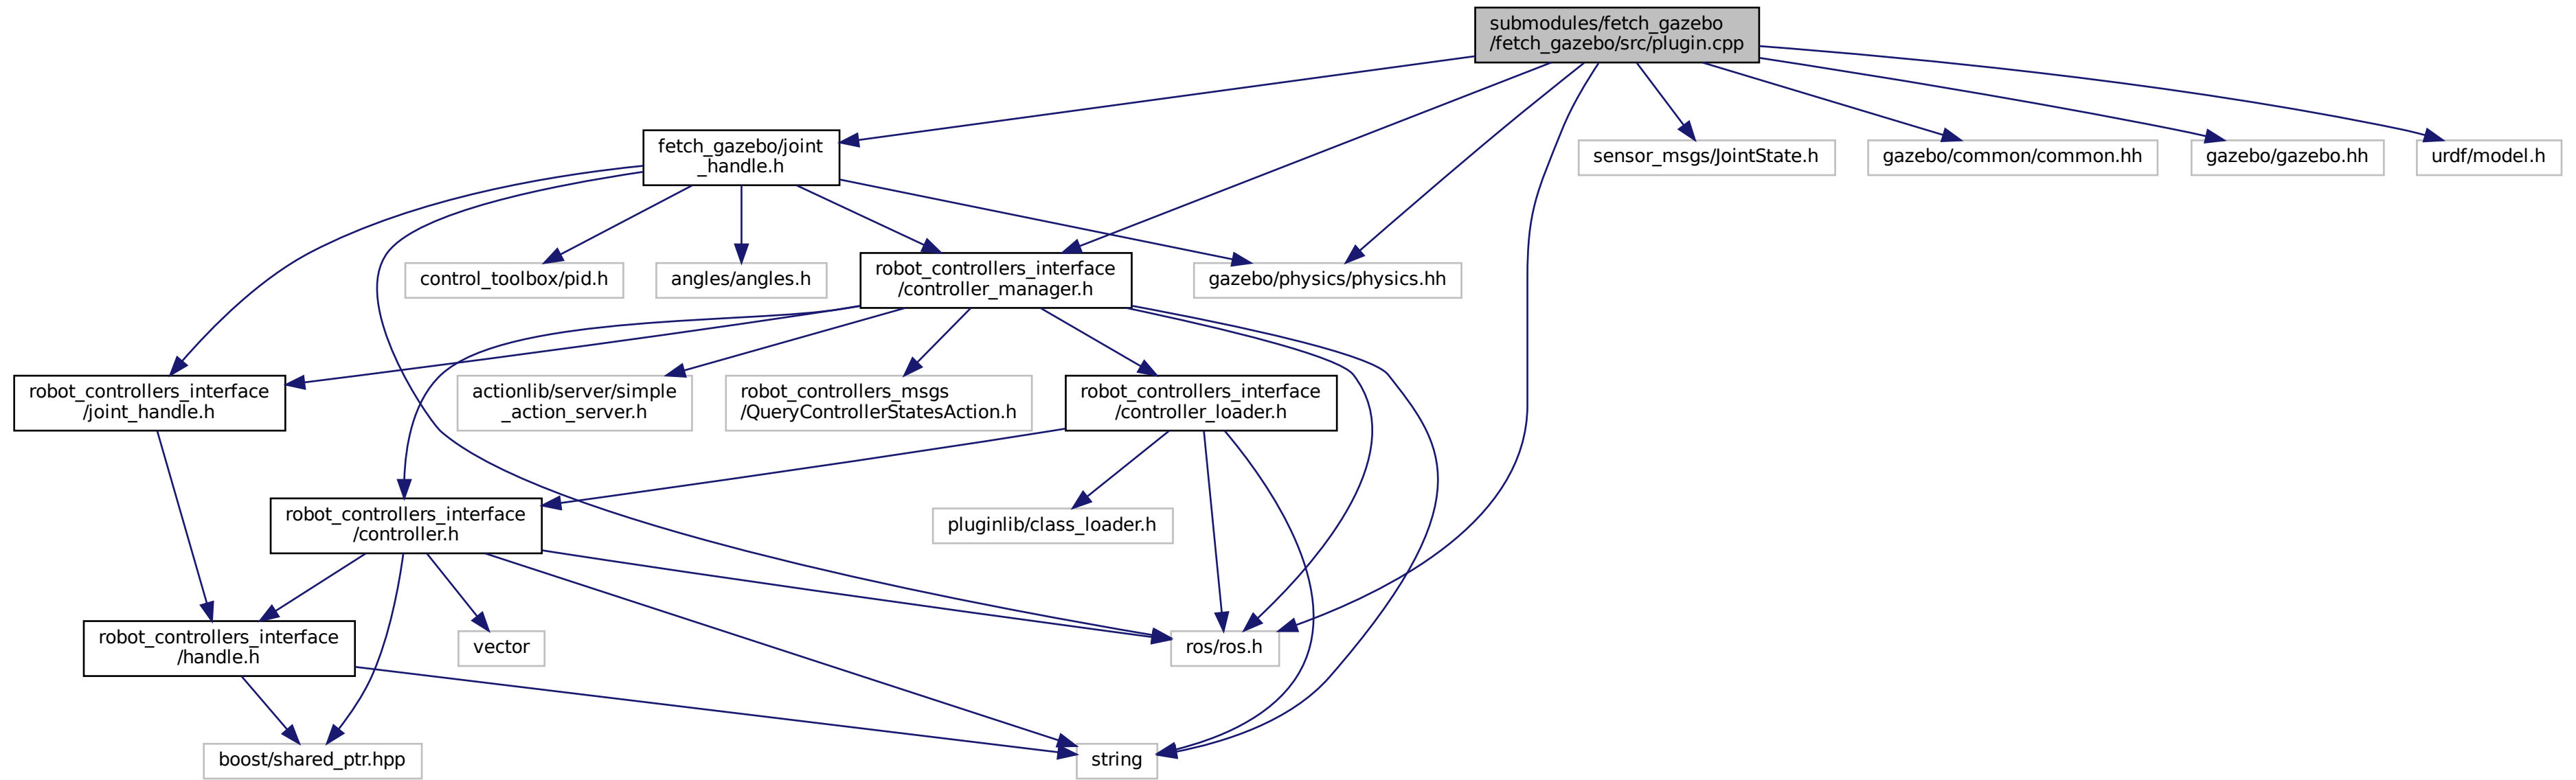 submodules/fetch_gazebo
/fetch_gazebo/src/plugin.cpp
fetch_gazebo/joint
_handle.h
sensor_msgs/JointState.h
gazebo/common/common.hh
gazebo/gazebo.hh
urdf/model.h
control_toolbox/pid.h
angles/angles.h
robot_controllers_interface
/controller_manager.h
gazebo/physics/physics.hh
robot_controllers_interface
/joint_handle.h
actionlib/server/simple
_action_server.h
robot_controllers_msgs
/QueryControllerStatesAction.h
robot_controllers_interface
/controller_loader.h
robot_controllers_interface
/controller.h
pluginlib/class_loader.h
robot_controllers_interface
/handle.h
vector
ros/ros.h
boost/shared_ptr.hpp
string